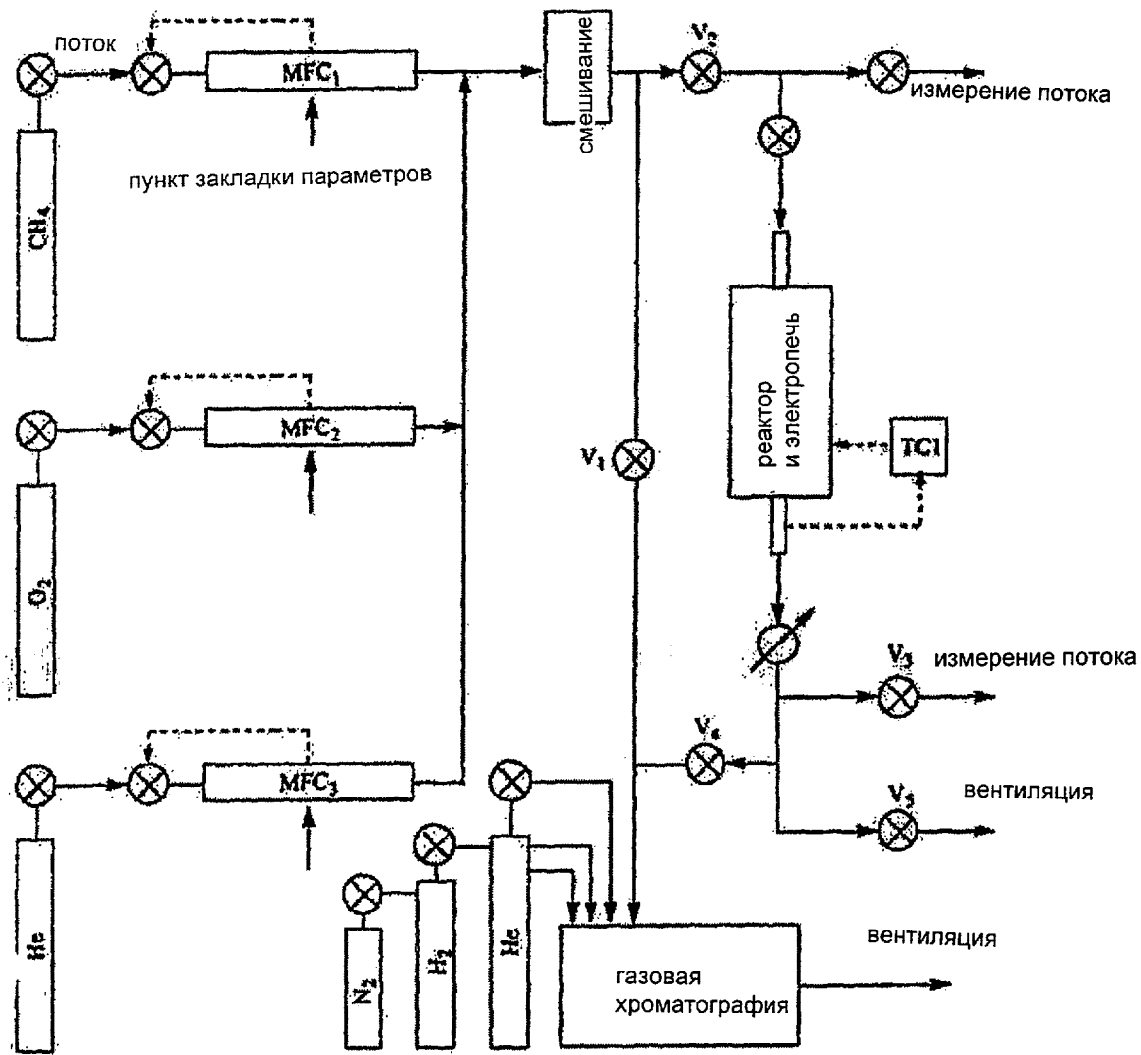 поток
MFC₁
пункт закладки параметров
CH₄
смешивание
V₂
измерение потока
MFC₂
O₂
V₁
реактор
и электропечь
TC1
V₃
измерение потока
V₄
MFC₃
V₅
вентиляция
He
N₂
H₂
He
газовая
хроматография
вентиляция